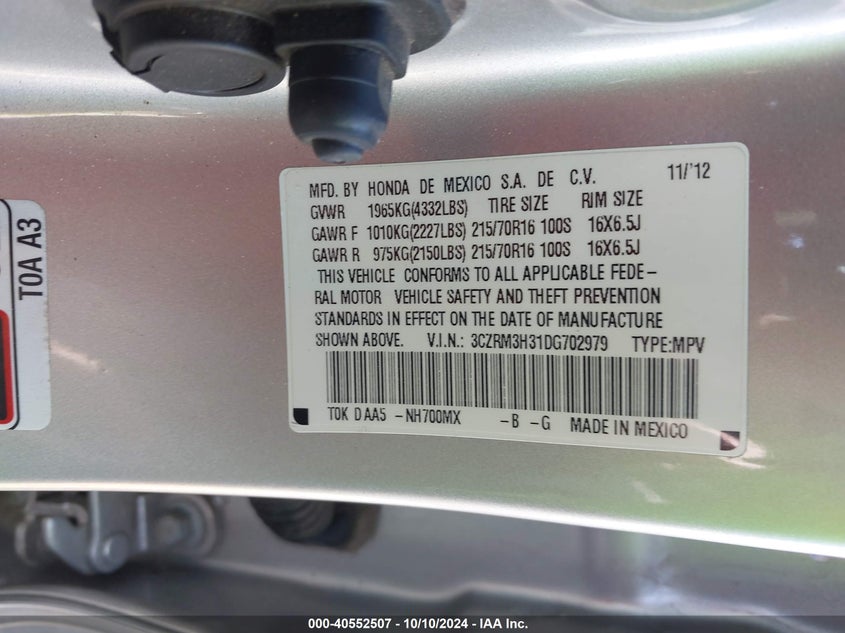 MFD. BY HONDA DE MEXICO S.A. DE C.V. 11/'12
GVWR 1965KG(4332LBS) TIRE SIZE RIM SIZE
GAWR F 1010KG(2227LBS) 215/70R16 100S 16X6.5J
GAWR R 975KG(2150LBS) 215/70R16 100S 16X6.5J
THIS VEHICLE CONFORMS TO ALL APPLICABLE FEDE-
RAL MOTOR VEHICLE SAFETY AND THEFT PREVENTION
STANDARDS IN EFFECT ON THE DATE OF MANUFACTURE
SHOWN ABOVE. V.I.N.: 3CZRM3H31DG702979 TYPE:MPV
T0K D AA5 -NH700MX -B -G MADE IN MEXICO
T0A A3
000-40552507 - 10/10/2024 - IAA Inc.